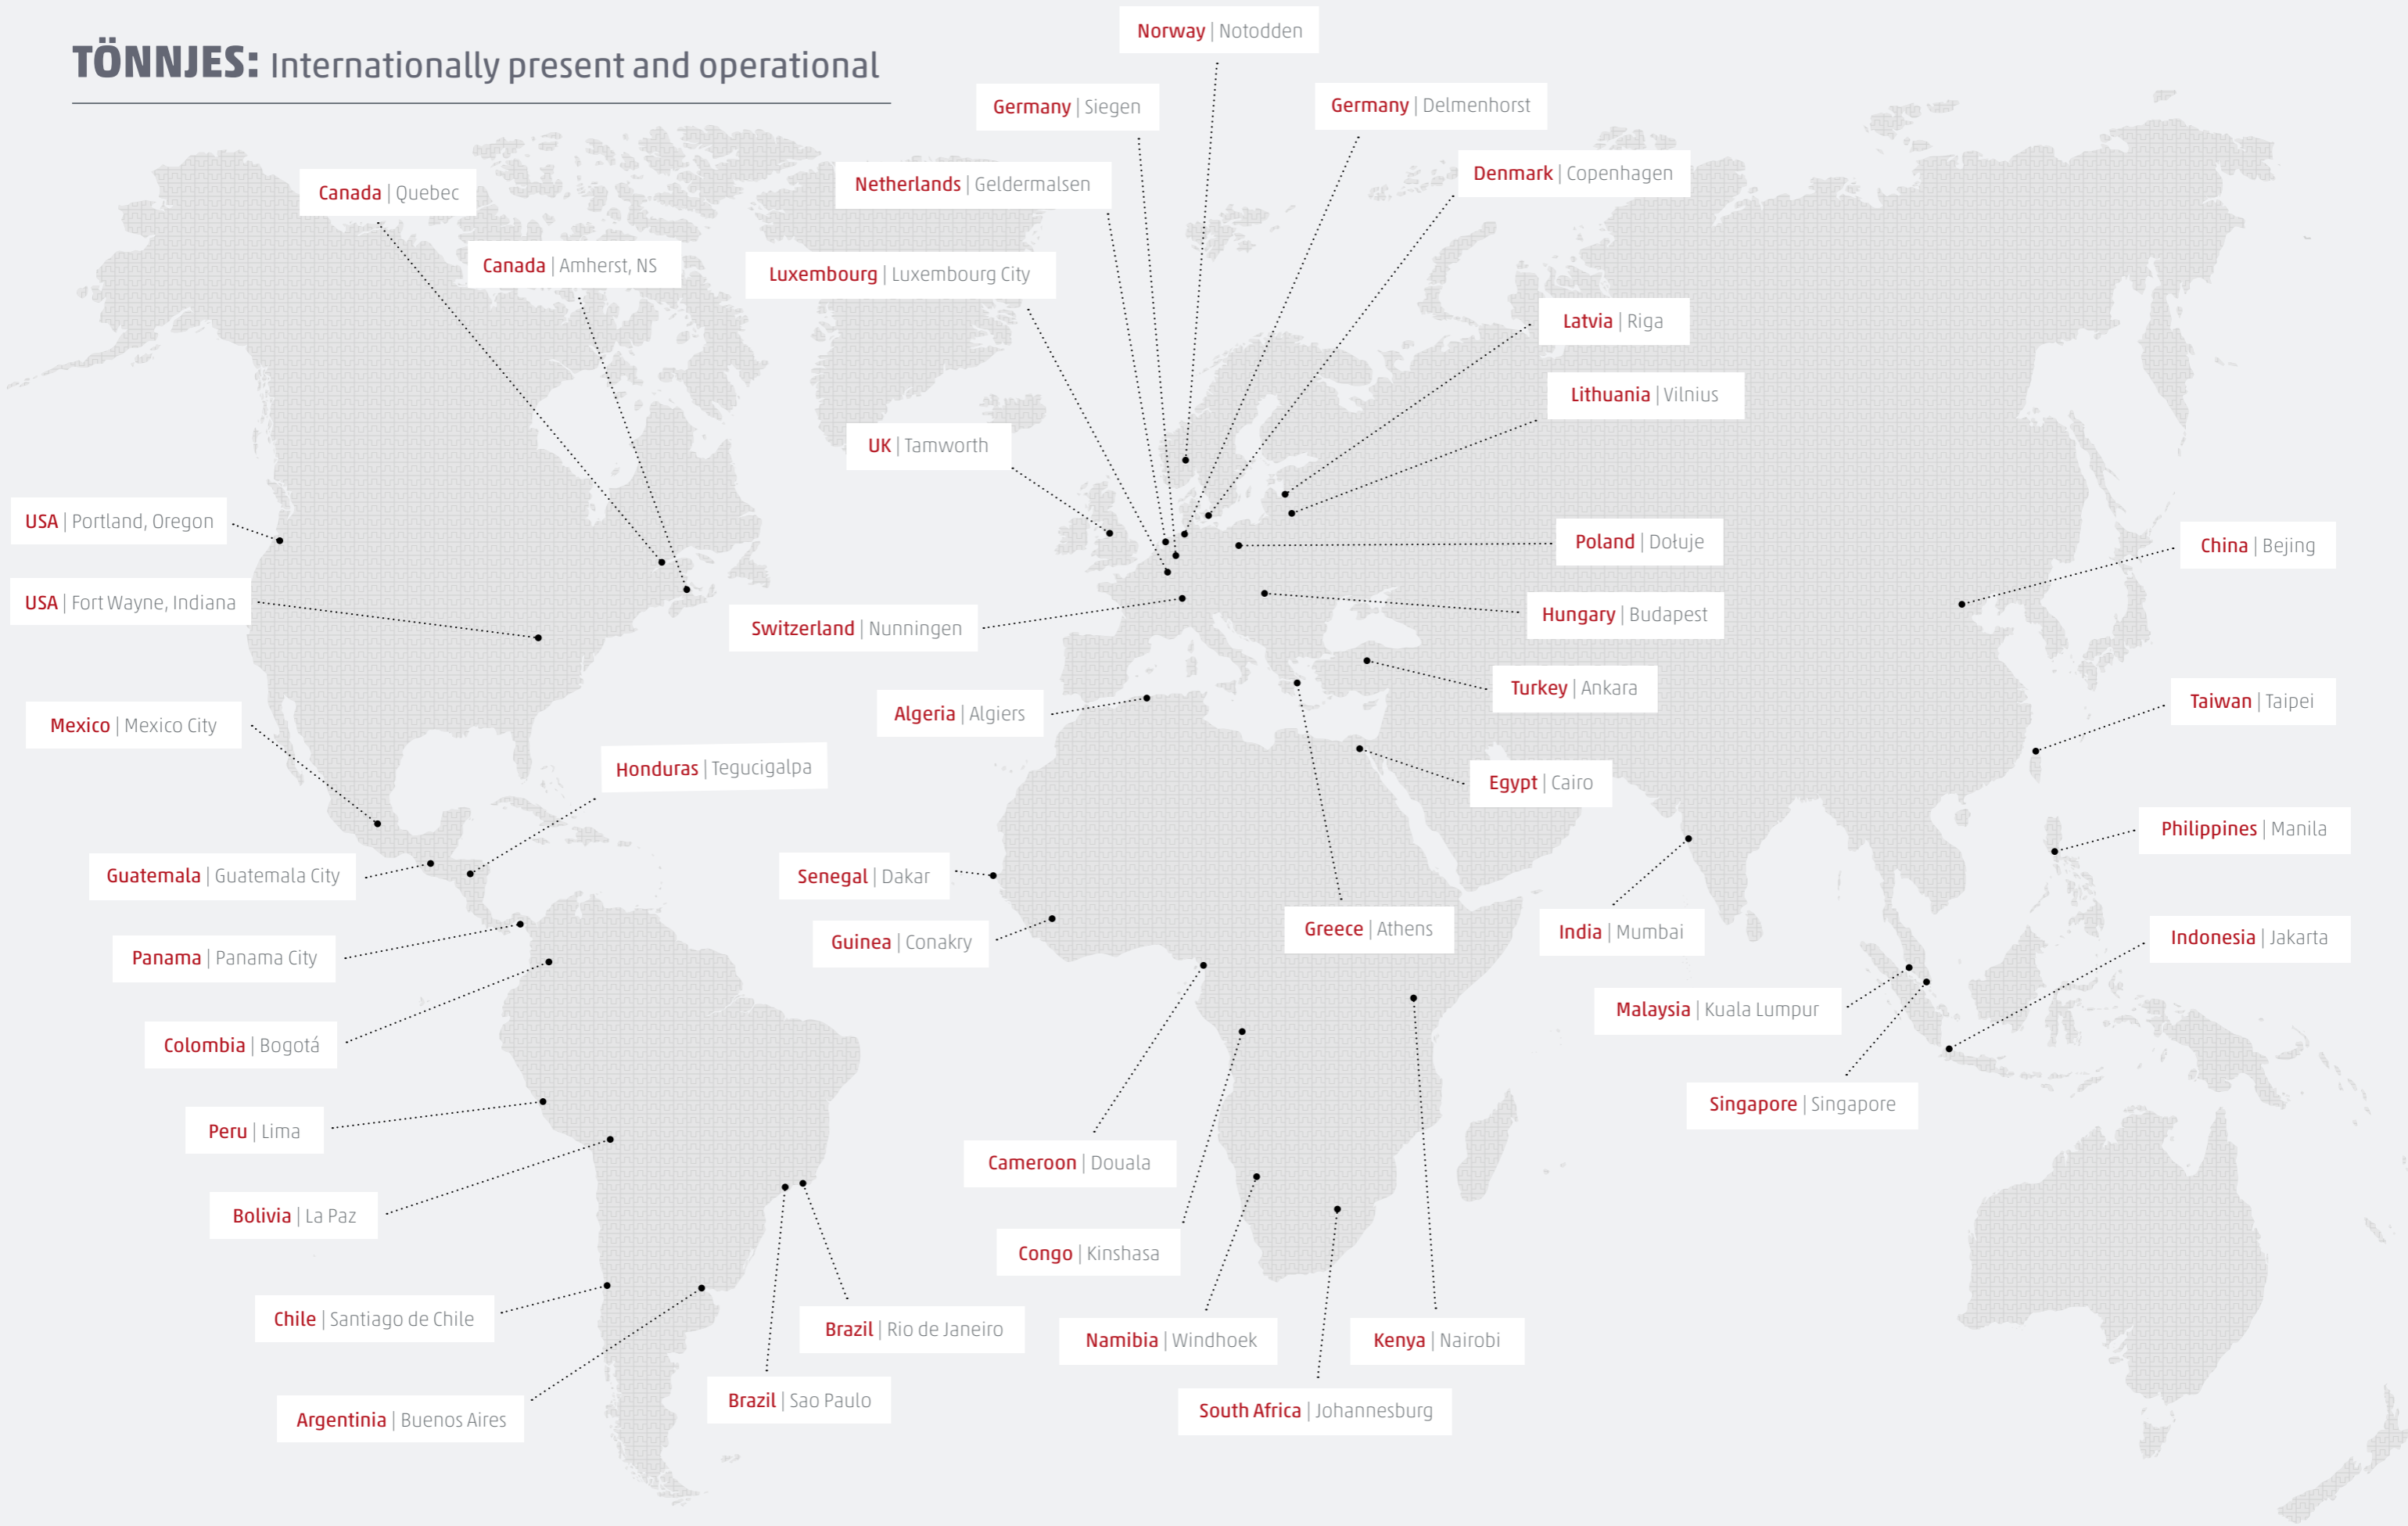 TÖNNJES: Internationally present and operational
Norway | Notodden
Germany | Siegen
Germany | Delmenhorst
Netherlands | Geldermalsen
Denmark | Copenhagen
Canada | Quebec
Canada | Amherst, NS
Luxembourg | Luxembourg City
Latvia | Riga
Lithuania | Vilnius
UK | Tamworth
USA | Portland, Oregon
Poland | Dołuje
China | Bejing
USA | Fort Wayne, Indiana
Switzerland | Nunningen
Hungary | Budapest
Turkey | Ankara
Taiwan | Taipei
Mexico | Mexico City
Algeria | Algiers
Honduras | Tegucigalpa
Egypt | Cairo
Philippines | Manila
Guatemala | Guatemala City
Senegal | Dakar
Guinea | Conakry
Greece | Athens
India | Mumbai
Indonesia | Jakarta
Panama | Panama City
Malaysia | Kuala Lumpur
Colombia | Bogotá
Singapore | Singapore
Peru | Lima
Cameroon | Douala
Bolivia | La Paz
Congo | Kinshasa
Chile | Santiago de Chile
Brazil | Rio de Janeiro
Namibia | Windhoek
Kenya | Nairobi
Brazil | Sao Paulo
South Africa | Johannesburg
Argentinia | Buenos Aires